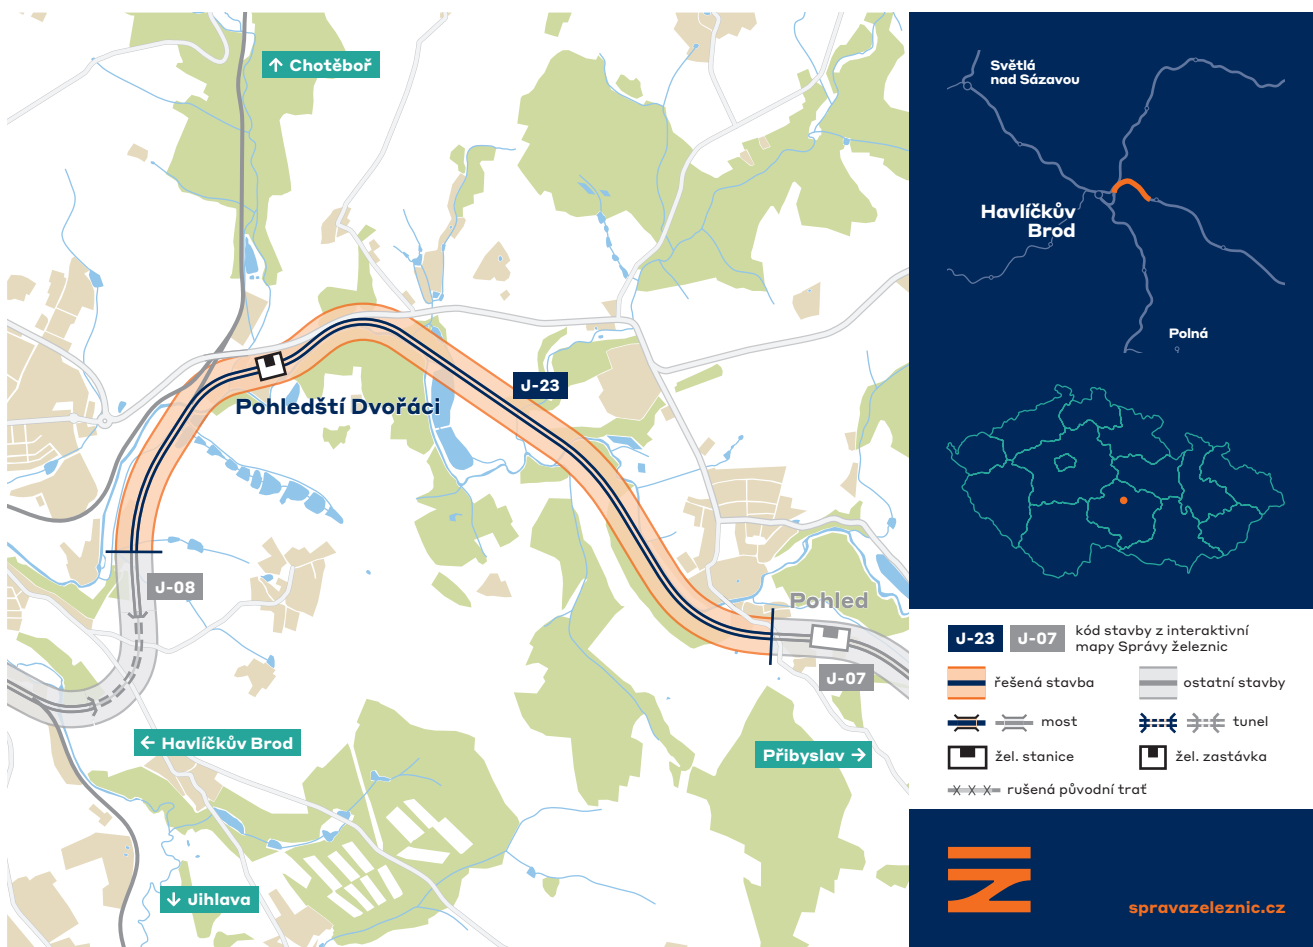 ↑ Chotěboř
J-23
Pohledští Dvořáci
J-08
Pohled
J-07
← Havlíčkův Brod
Přibyslav →
↓ Jihlava
Světlá
nad Sázavou
Havlíčkův
Brod
Polná
J-23 J-07 kód stavby z interaktivní
mapy Správy železnic
řešená stavba
ostatní stavby
most
tunel
žel. stanice
žel. zastávka
rušená původní trať
spravazeleznic.cz